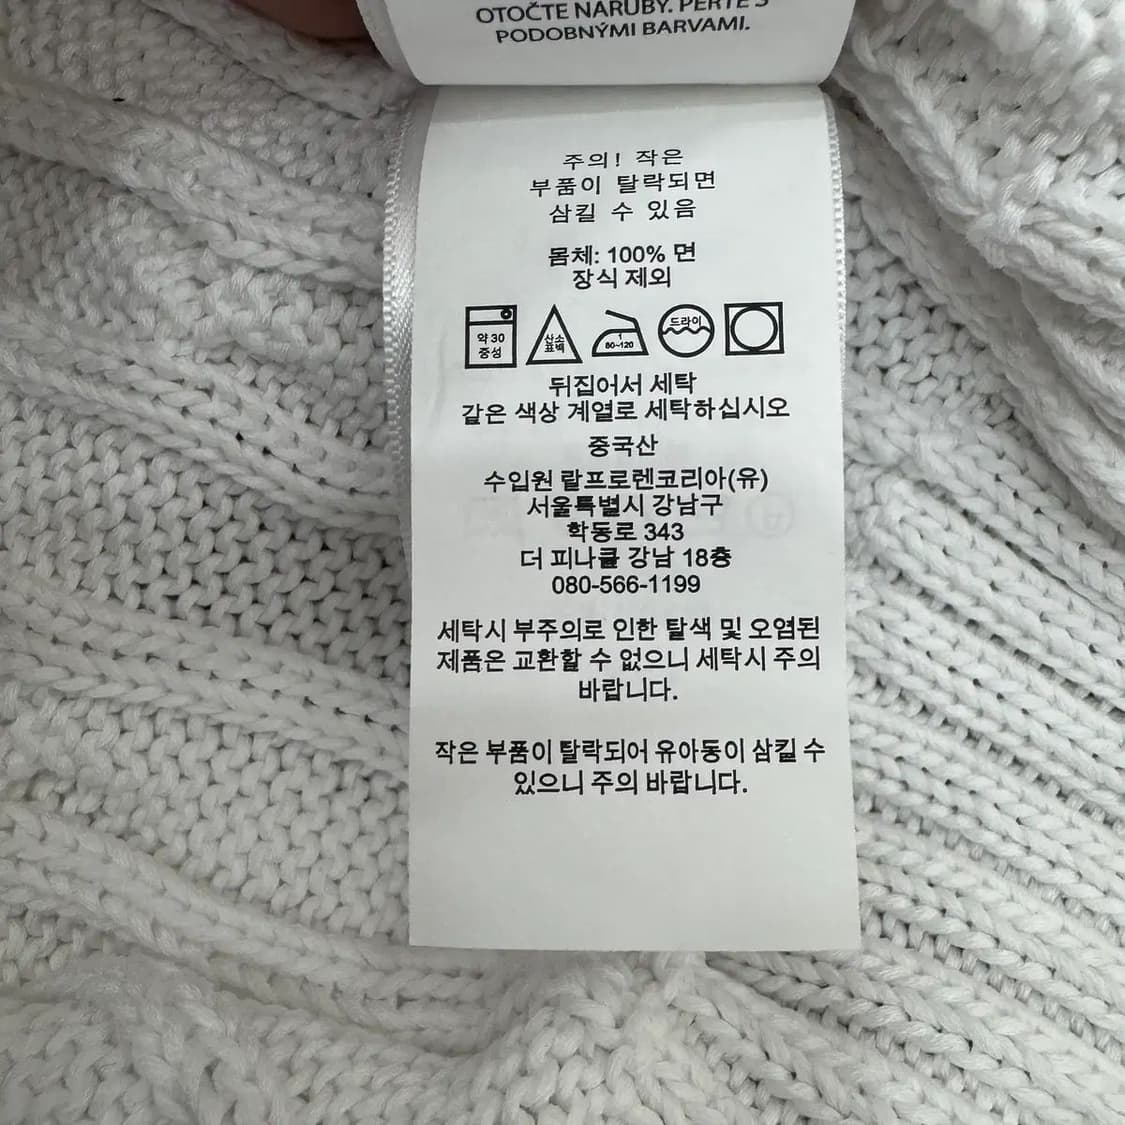 OTOČTE NARUBY. PERTE S
PODOBNÝMI BARVAMI.
주의! 작은
부품이 탈락되면
삼킬 수 있음
몸체: 100% 면
장식 제외
약 30
중성
산소
표백
1
80~120
드라이
뒤집어서 세탁
같은 색상 계열로 세탁하십시오
중국산
수입원 랄프로렌코리아(유)
서울특별시 강남구
학동로 343
더 피나클 강남 18층
080-566-1199
세탁시 부주의로 인한 탈색 및 오염된
제품은 교환할 수 없으니 세탁시 주의
바랍니다.
작은 부품이 탈락되어 유아동이 삼킬 수
있으니 주의 바랍니다.